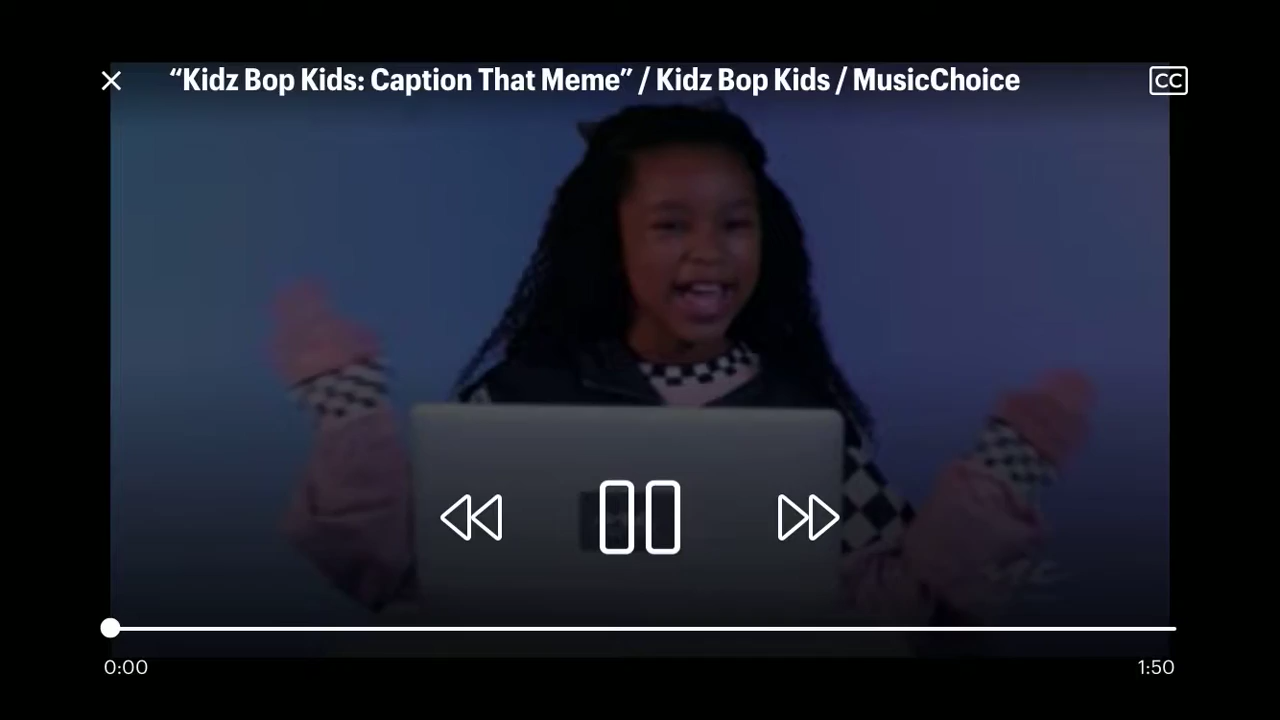 “Kidz Bop Kids: Caption That Meme” / Kidz Bop Kids / MusicChoice
CC
0:00
1:50